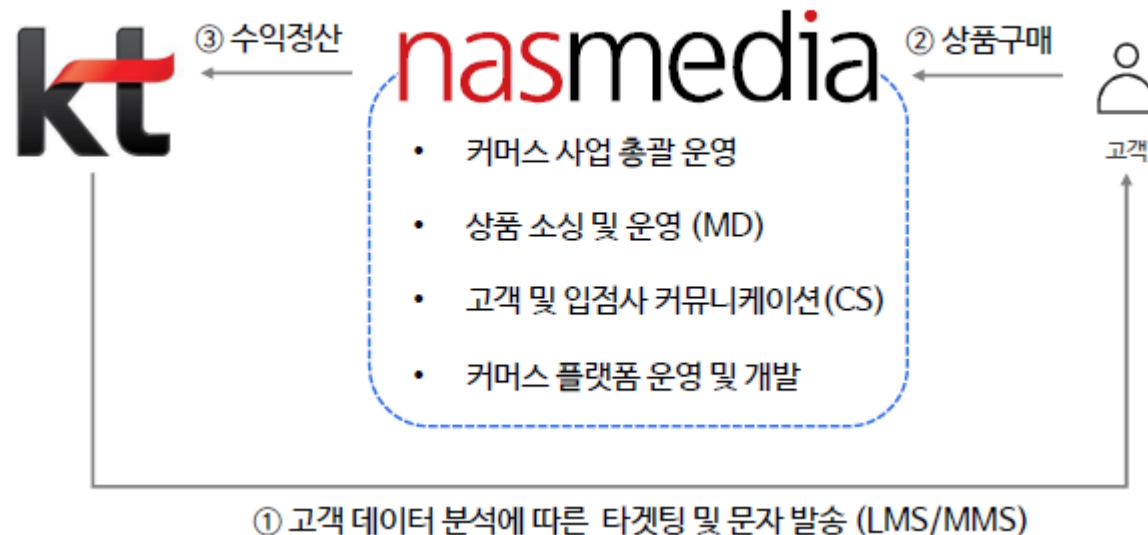 kt
③ 수익정산
nasmedia
② 상품구매
고객
• 커머스 사업 총괄 운영
• 상품 소싱 및 운영 (MD)
• 고객 및 입점사 커뮤니케이션(CS)
• 커머스 플랫폼 운영 및 개발
① 고객 데이터 분석에 따른 타겟팅 및 문자 발송 (LMS/MMS)